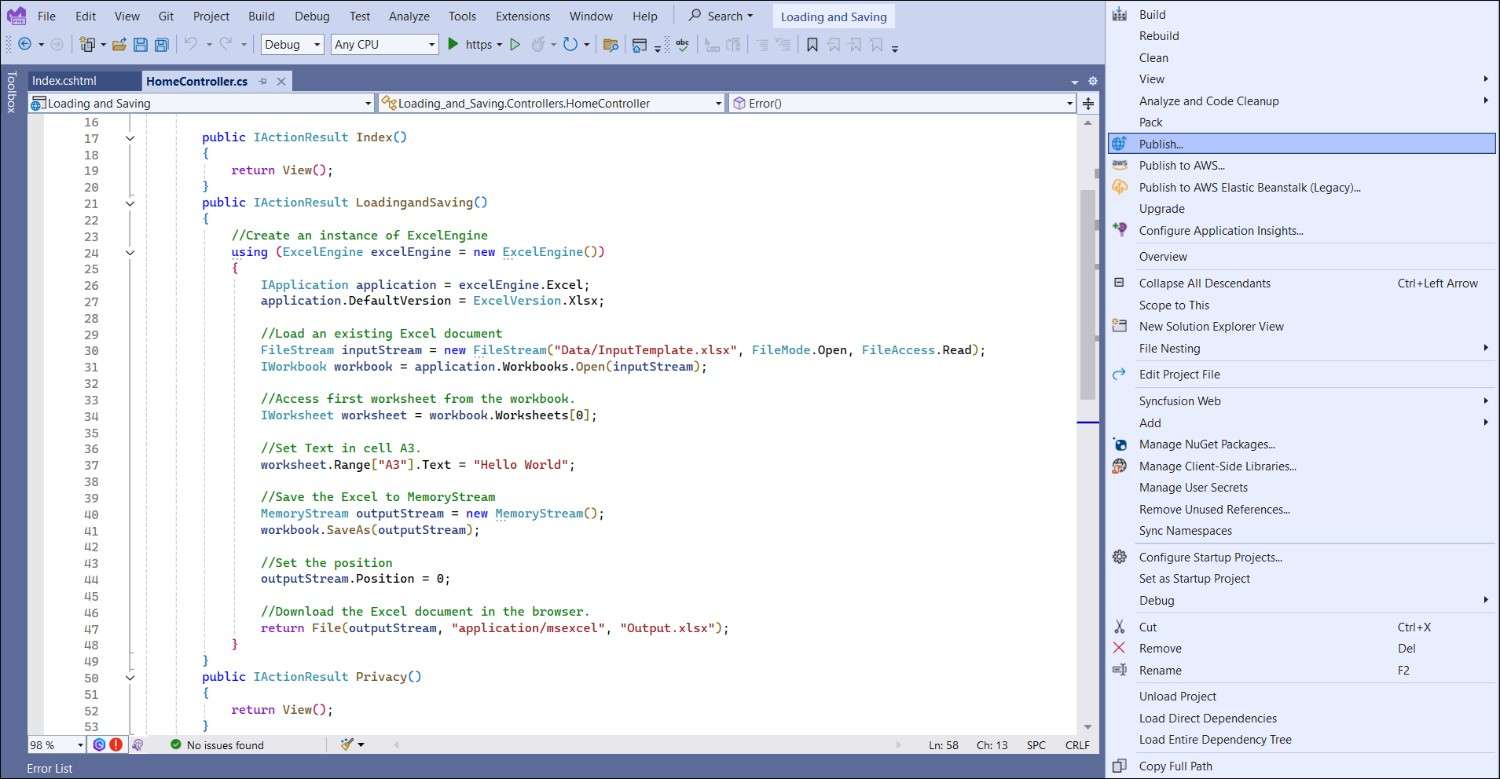 File Edit View Git Project Build Debug Test Analyze Tools Extensions Window Help Search Loading and Saving
Debug Any CPU https
Toolbox
Index.cshtml HomeController.cs
Loading and Saving Loading_and_Saving.Controllers.HomeController Error()
16
17 public IActionResult Index()
18 {
19 return View();
20 }
21 public IActionResult LoadingandSaving()
22 {
23 //Create an instance of ExcelEngine
24 using (ExcelEngine excelEngine = new ExcelEngine())
25 {
26 IApplication application = excelEngine.Excel;
27 application.DefaultVersion = ExcelVersion.Xlsx;
28
29 //Load an existing Excel document
30 FileStream inputStream = new FileStream("Data/InputTemplate.xlsx", FileMode.Open, FileAccess.Read);
31 IWorkbook workbook = application.Workbooks.Open(inputStream);
32
33 //Access first worksheet from the workbook.
34 IWorksheet worksheet = workbook.Worksheets[0];
35
36 //Set Text in cell A3.
37 worksheet.Range["A3"].Text = "Hello World";
38
39 //Save the Excel to MemoryStream
40 MemoryStream outputStream = new MemoryStream();
41 workbook.SaveAs(outputStream);
42
43 //Set the position
44 outputStream.Position = 0;
45
46 //Download the Excel document in the browser.
47 return File(outputStream, "application/msexcel", "Output.xlsx");
48 }
49 }
50 public IActionResult Privacy()
51 {
52 return View();
53 }
98 % No issues found Ln: 58 Ch: 13 SPC CRLF
Error List
Build
Rebuild
Clean
View
Analyze and Code Cleanup
Pack
Publish...
Publish to AWS...
Publish to AWS Elastic Beanstalk (Legacy)...
Upgrade
Configure Application Insights...
Overview
Collapse All Descendants Ctrl+Left Arrow
Scope to This
New Solution Explorer View
File Nesting
Edit Project File
Syncfusion Web
Add
Manage NuGet Packages...
Manage Client-Side Libraries...
Manage User Secrets
Remove Unused References...
Sync Namespaces
Configure Startup Projects...
Set as Startup Project
Debug
Cut Ctrl+X
Remove Del
Rename F2
Unload Project
Load Direct Dependencies
Load Entire Dependency Tree
Copy Full Path